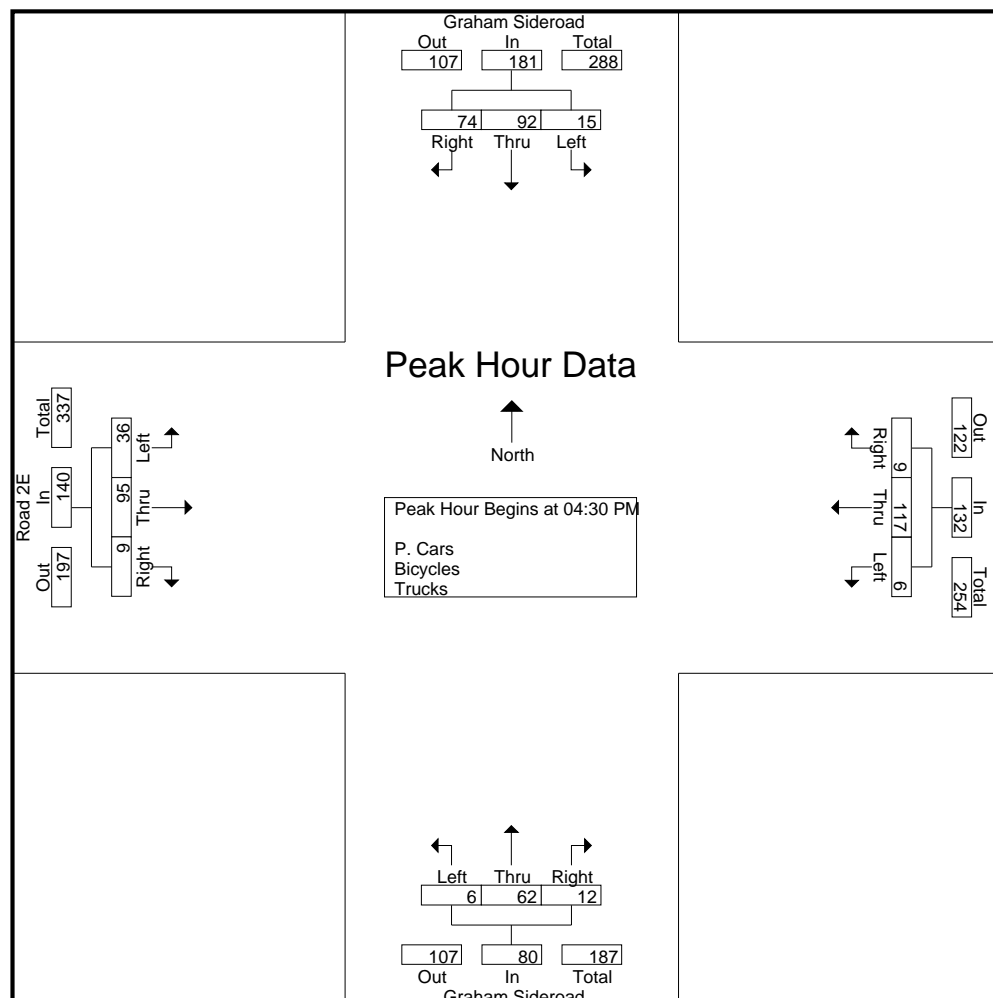 Graham Sideroad
Out In Total
107 181 288
74 92 15
Right Thru Left
Peak Hour Data
North
Peak Hour Begins at 04:30 PM
P. Cars
Bicycles
Trucks
Road 2E
Out In Total
197 140 337
36 95 9
Left Thru Right
Out In Total
122 132 254
Right Thru Left
9 117 6
Left Thru Right
6 62 12
107 80 187
Out In Total
Graham Sideroad